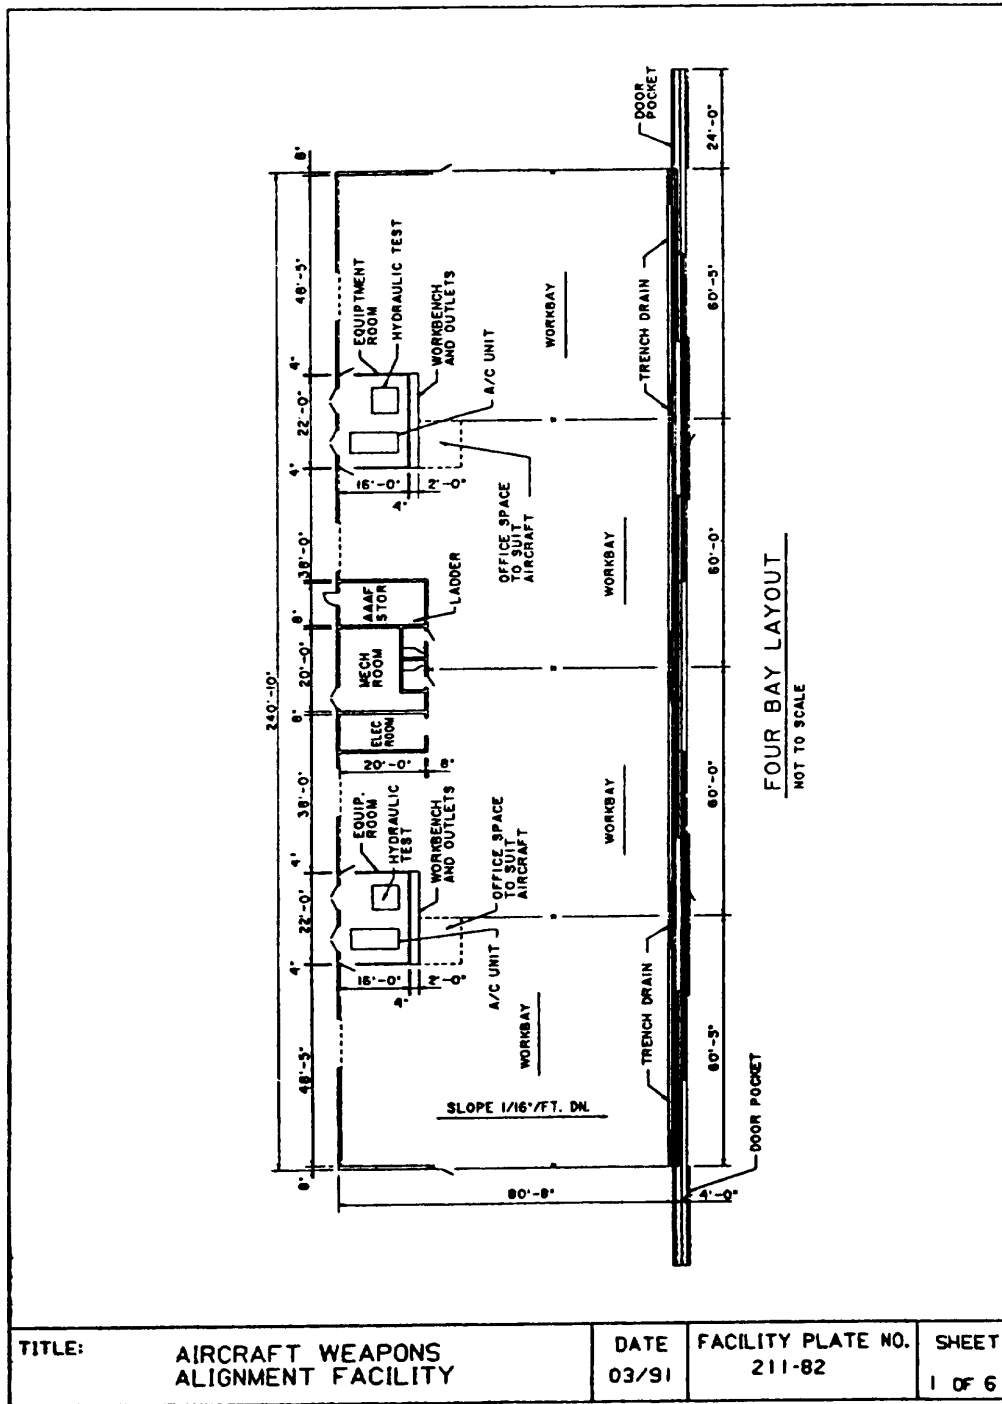 240'-10"
8"
48'-5"
4"
22'-0"
4"
38'-0"
8"
20'-0"
8"
38'-0"
4"
22'-0"
4"
48'-5"
8"
EQUIP.
ROOM
HYDRAULIC
TEST
WORKBENCH
AND OUTLETS
OFFICE SPACE
TO SUIT
AIRCRAFT
A/C UNIT
16'-0"
4"
2'-0"
ELEC
ROOM
MECH
ROOM
AAAF
STOR
LADDER
20'-0"
8"
EQUIPTMENT
ROOM
HYDRAULIC TEST
WORKBENCH
AND OUTLETS
A/C UNIT
OFFICE SPACE
TO SUIT
AIRCRAFT
16'-0"
4"
2'-0"
WORKBAY
WORKBAY
WORKBAY
WORKBAY
SLOPE 1/16"/FT. DN.
80'-8"
4'-0"
TRENCH DRAIN
TRENCH DRAIN
DOOR
POCKET
DOOR POCKET
60'-5"
60'-0"
60'-0"
60'-5"
24'-0"
FOUR BAY LAYOUT
NOT TO SCALE
TITLE:
AIRCRAFT WEAPONS
ALIGNMENT FACILITY
DATE
03/91
FACILITY PLATE NO.
211-82
SHEET
1 OF 6